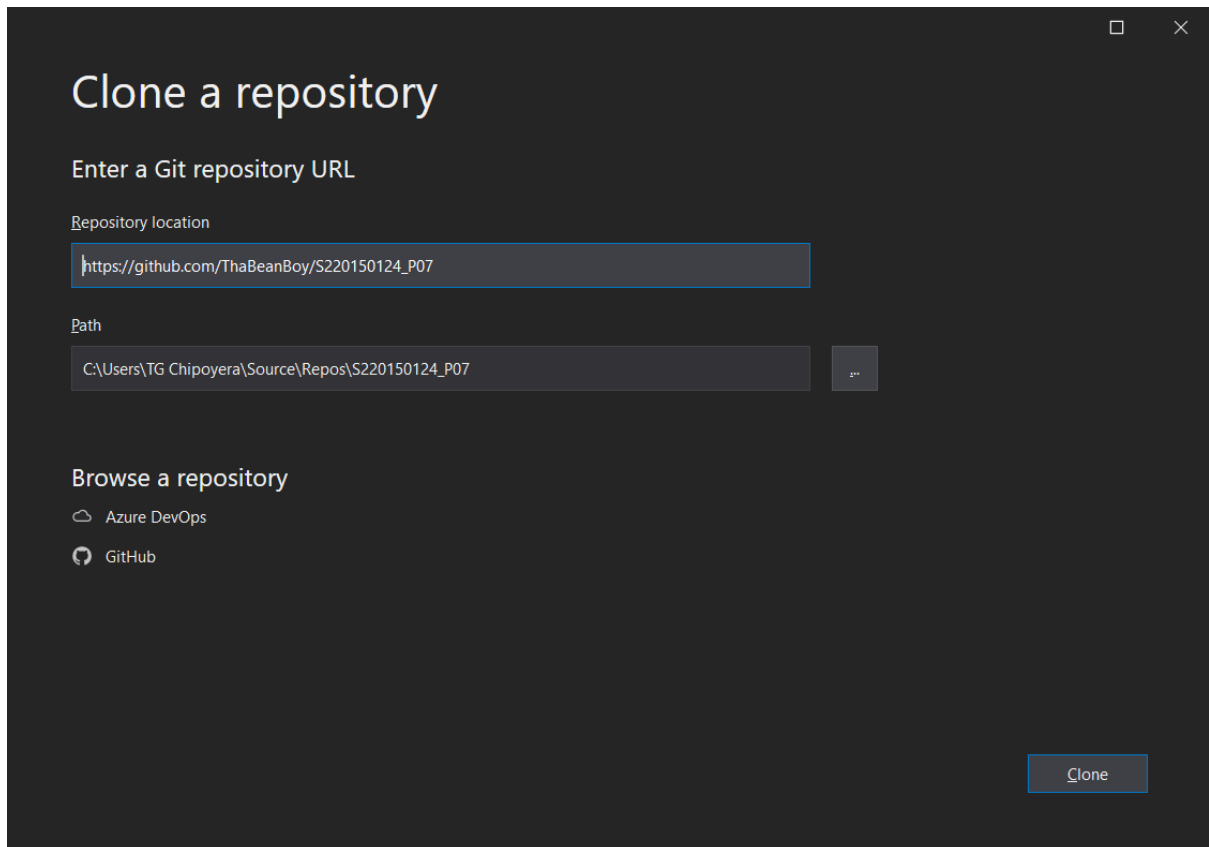 Clone a repository
Enter a Git repository URL
Repository location
https://github.com/ThaBeanBoy/S220150124_P07
Path
C:\Users\TG Chipoyera\Source\Repos\S220150124_P07
...
Browse a repository
Azure DevOps
GitHub
Clone